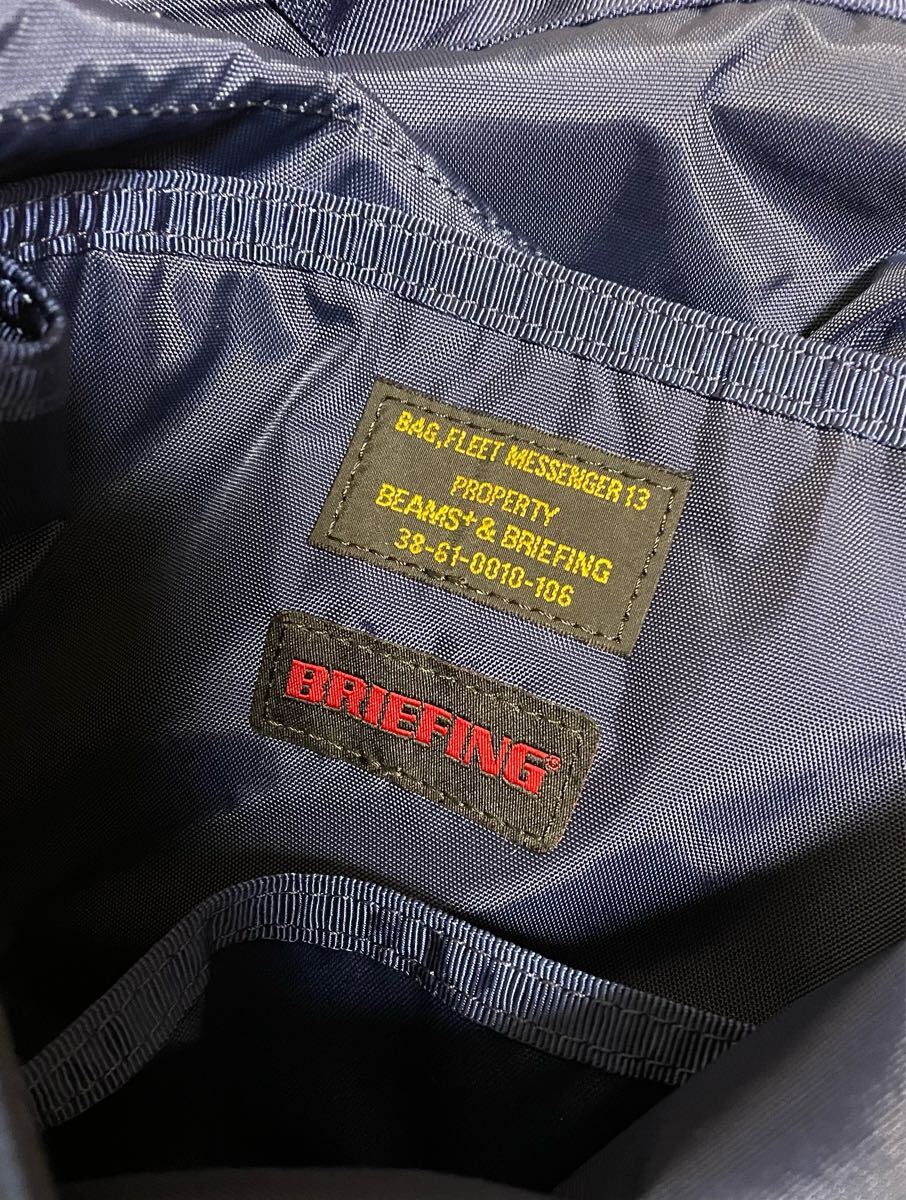 BAG,FLEET MESSENGER 13
PROPERTY
BEAMS+ & BRIEFING
38-61-0010-106
BRIEFING®